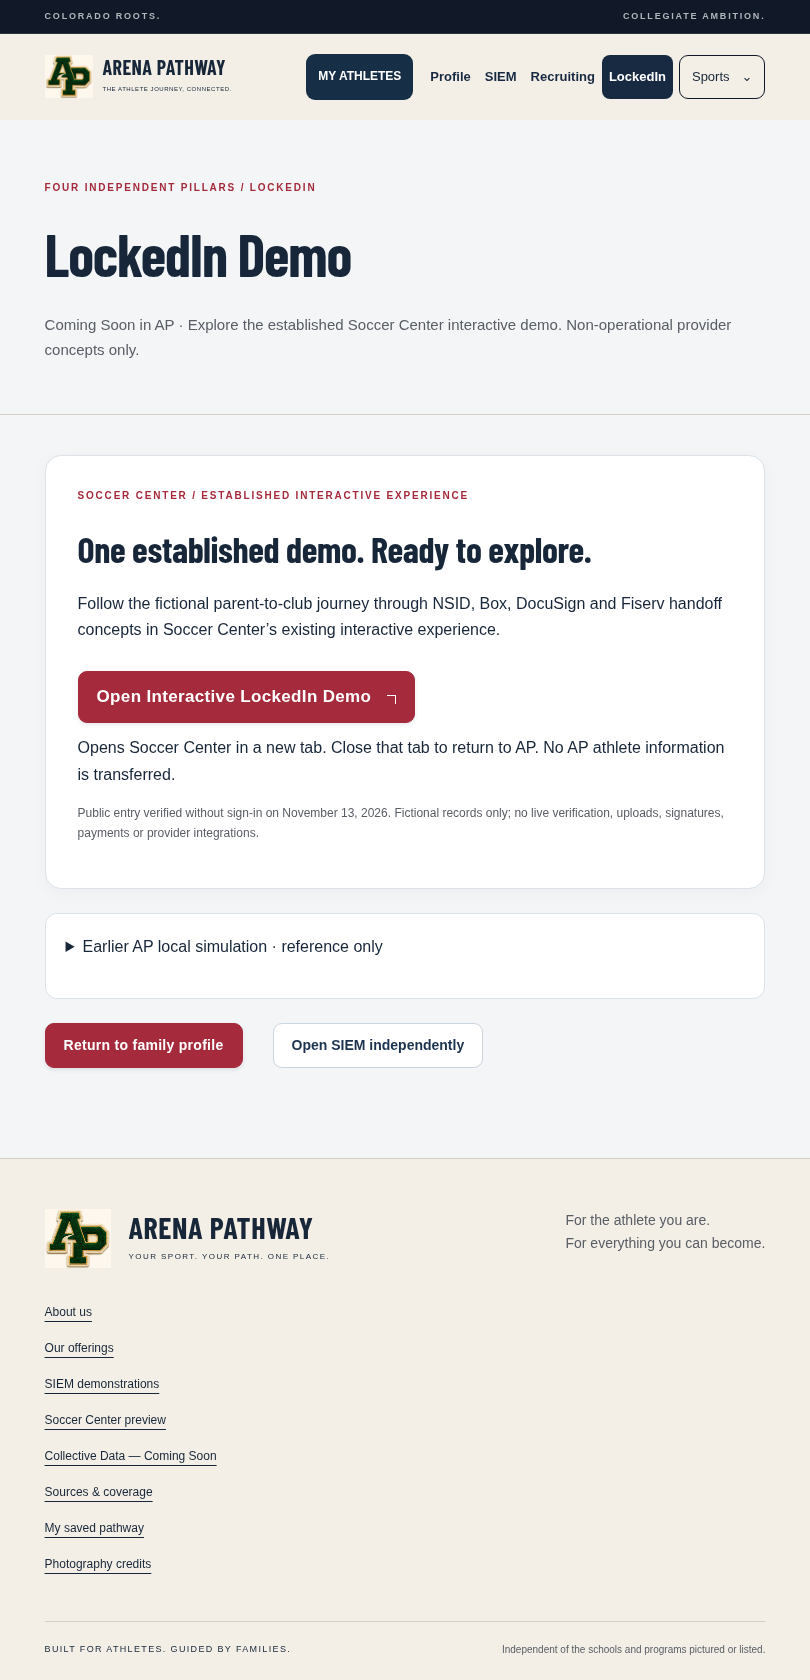 COLORADO ROOTS.
COLLEGIATE AMBITION.
AP
ARENA PATHWAY
THE ATHLETE JOURNEY, CONNECTED.
MY ATHLETES
Profile
SIEM
Recruiting
LockedIn
Sports
FOUR INDEPENDENT PILLARS / LOCKEDIN
LockedIn Demo
Coming Soon in AP · Explore the established Soccer Center interactive demo. Non-operational provider
concepts only.
SOCCER CENTER / ESTABLISHED INTERACTIVE EXPERIENCE
One established demo. Ready to explore.
Follow the fictional parent-to-club journey through NSID, Box, DocuSign and Fiserv handoff
concepts in Soccer Center’s existing interactive experience.
Open Interactive LockedIn Demo
Opens Soccer Center in a new tab. Close that tab to return to AP. No AP athlete information
is transferred.
Public entry verified without sign-in on November 13, 2026. Fictional records only; no live verification, uploads, signatures,
payments or provider integrations.
Earlier AP local simulation · reference only
Return to family profile
Open SIEM independently
AP
ARENA PATHWAY
YOUR SPORT. YOUR PATH. ONE PLACE.
For the athlete you are.
For everything you can become.
About us
Our offerings
SIEM demonstrations
Soccer Center preview
Collective Data — Coming Soon
Sources & coverage
My saved pathway
Photography credits
BUILT FOR ATHLETES. GUIDED BY FAMILIES.
Independent of the schools and programs pictured or listed.